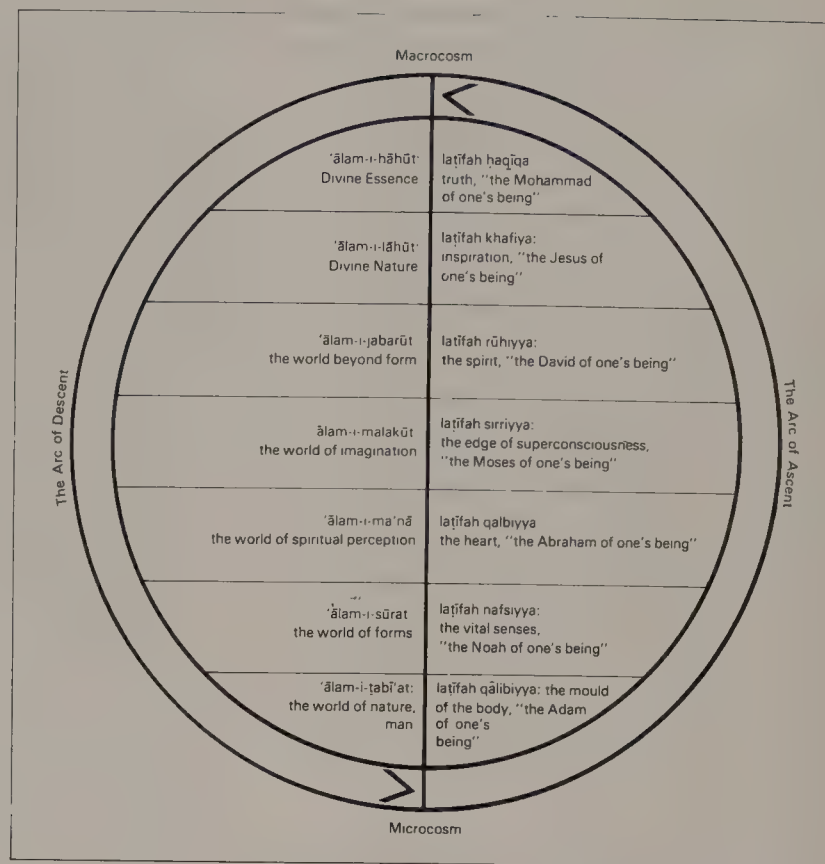 Macrocosm
The Arc of Descent
'ālam-i-hāhūt
Divine Essence
laṭīfah ḥaqīqa
truth, "the Mohammad
of one's being"
'ālam-i-lāhūt
Divine Nature
laṭīfah khafiya:
inspiration, "the Jesus of
one's being"
'ālam-i-jabarūt
the world beyond form
laṭīfah rūhiyya:
the spirit, "the David of one's being"
ālam-i-malakūt
the world of imagination
laṭīfah sirriyya:
the edge of superconsciousness,
"the Moses of one's being"
'ālam-i-ma'nā
the world of spiritual perception
laṭīfah qalbiyya
the heart, "the Abraham of one's being"
'ālam-i-sūrat
the world of forms
laṭīfah nafsiyya:
the vital senses,
"the Noah of one's being"
'ālam-i-ṭabī'at:
the world of nature,
man
laṭīfah qālibiyya: the mould
of the body, "the Adam
of one's
being"
The Arc of Ascent
Microcosm